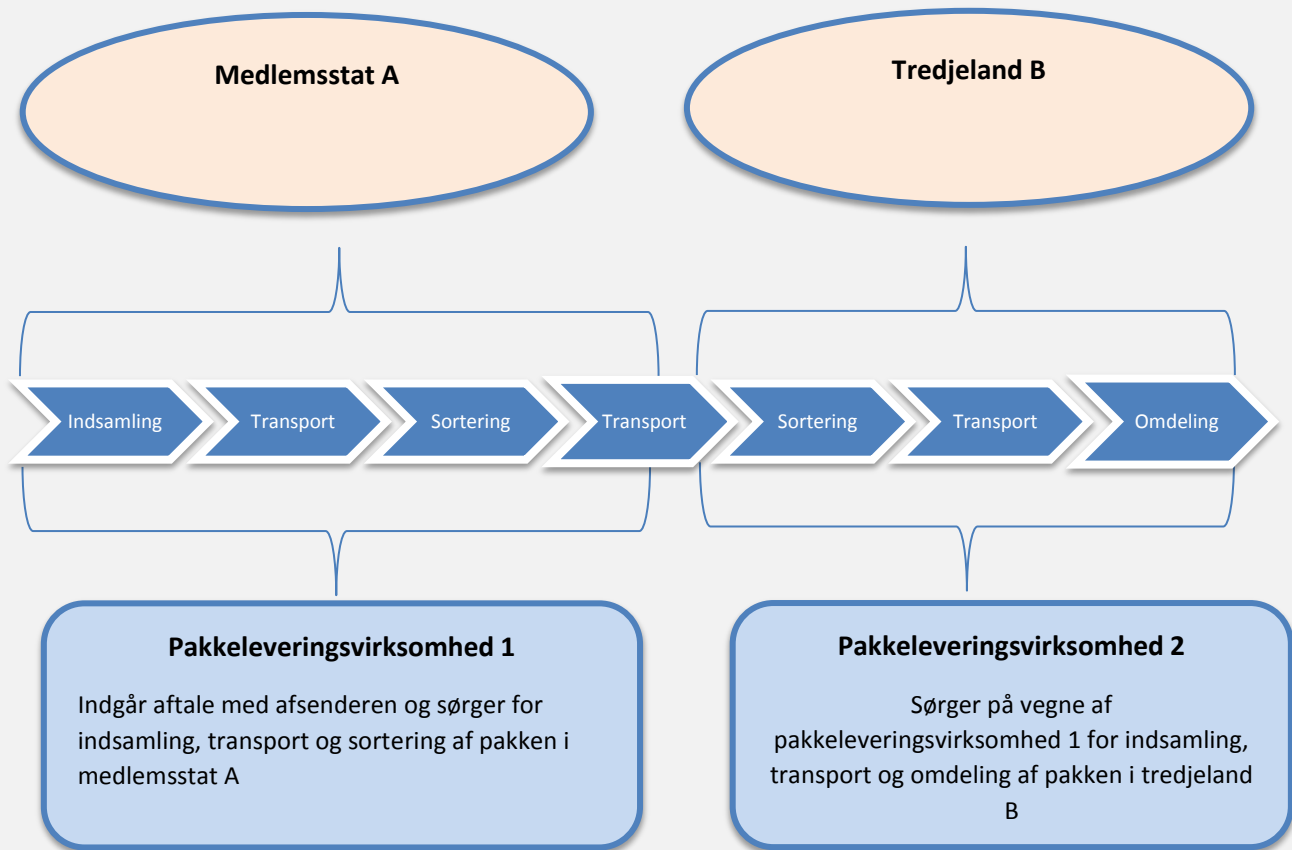 Medlemsstat A
Tredjeland B
Indsamling
Transport
Sortering
Transport
Sortering
Transport
Omdeling
Pakkeleveringsvirksomhed 1
Indgår aftale med afsenderen og sørger for
indsamling, transport og sortering af pakken i
medlemsstat A
Pakkeleveringsvirksomhed 2
Sørger på vegne af
pakkeleveringsvirksomhed 1 for indsamling,
transport og omdeling af pakken i tredjeland
B